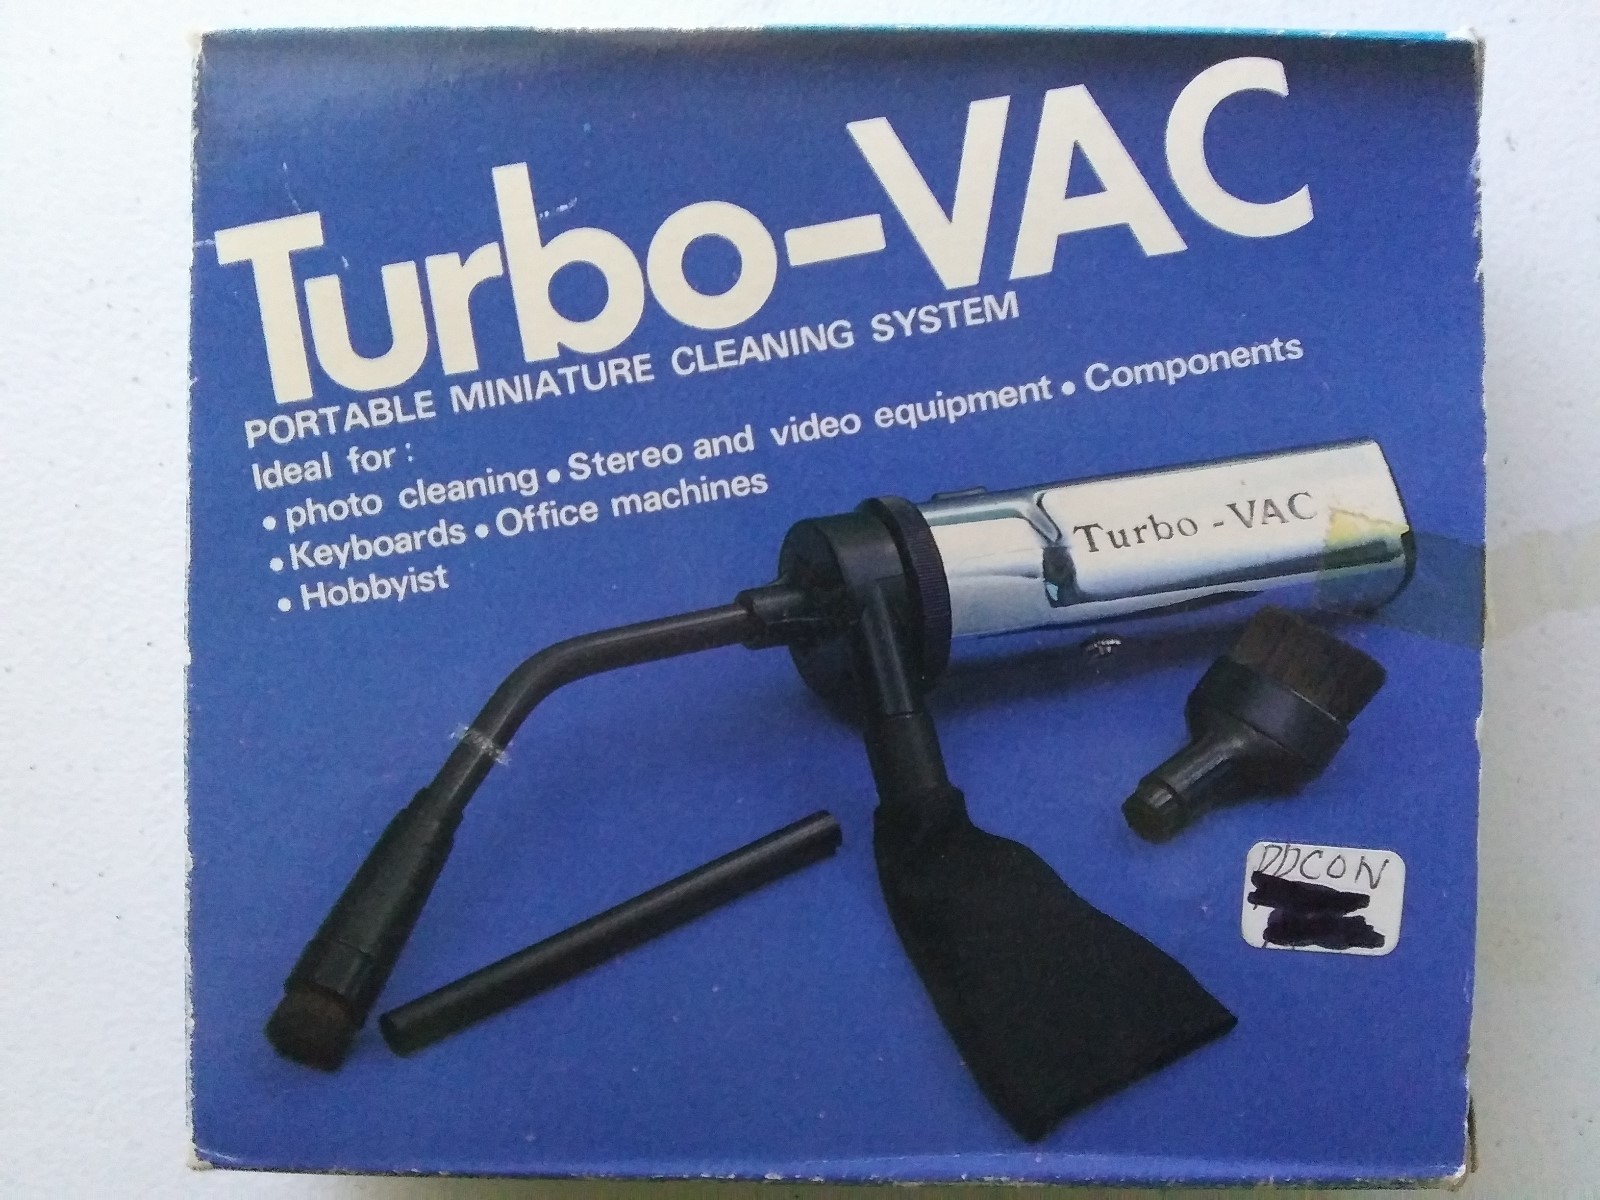 Turbo-VAC
PORTABLE MINIATURE CLEANING SYSTEM
Ideal for :
• photo cleaning • Stereo and video equipment • Components
• Keyboards • Office machines
• Hobbyist
Turbo - VAC
DDCON